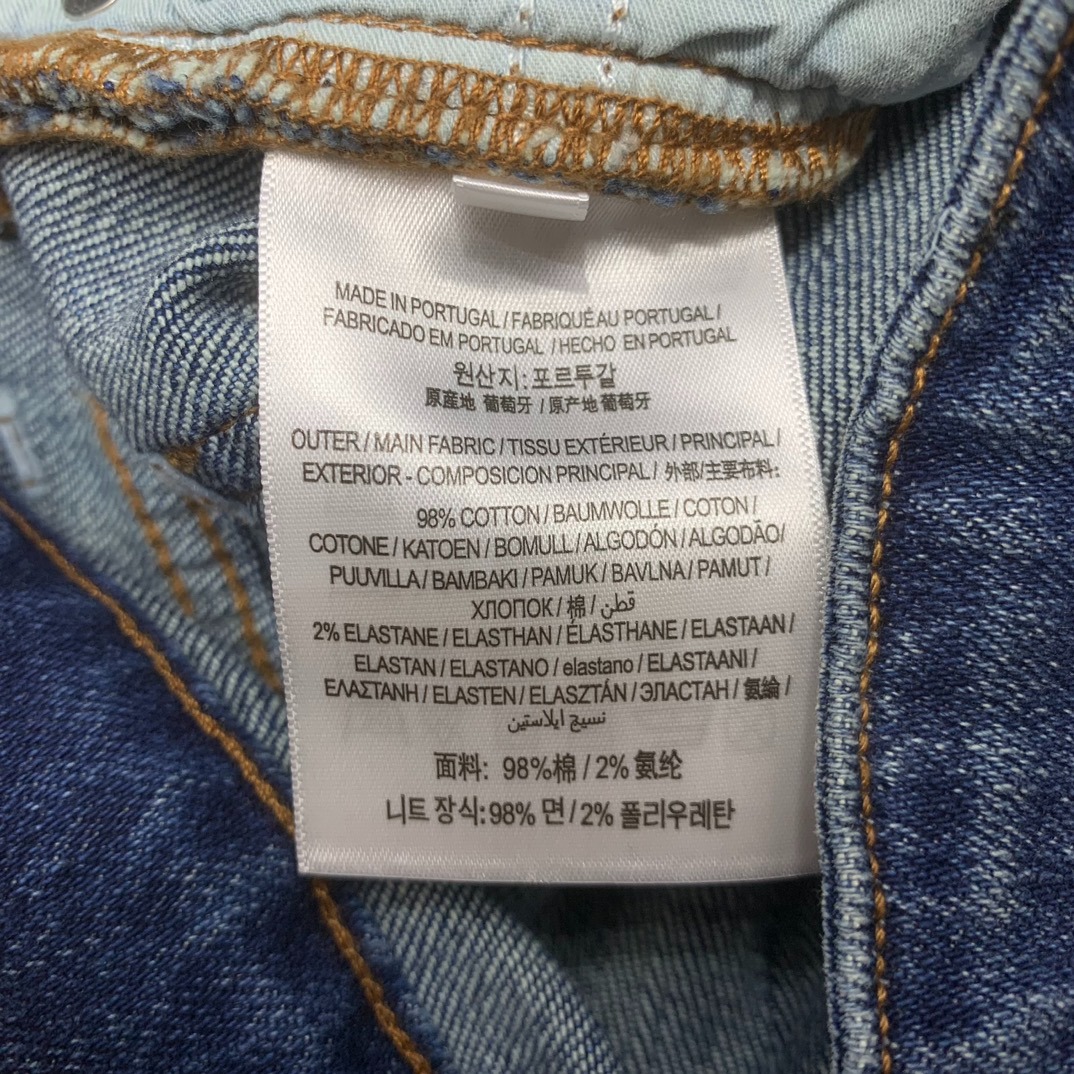 MADE IN PORTUGAL / FABRIQUÉ AU PORTUGAL /
FABRICADO EM PORTUGAL / HECHO EN PORTUGAL
원산지: 포르투갈
原産地 葡萄牙 / 原产地 葡萄牙
OUTER / MAIN FABRIC / TISSU EXTÉRIEUR / PRINCIPAL /
EXTERIOR - COMPOSICION PRINCIPAL / 外部/主要布料:
98% COTTON / BAUMWOLLE / COTON /
COTONE / KATOEN / BOMULL / ALGODÓN / ALGODÃO/
PUUVILLA / BAMBAKI / PAMUK / BAVLNA / PAMUT /
ХЛОПОК / 棉 / قطن
2% ELASTANE / ELASTHAN / ÉLASTHANE / ELASTAAN /
ELASTAN / ELASTANO / elastano / ELASTAANI /
ΕΛΑΣΤΑΝΗ / ELASTEN / ELASZTÁN / ЭЛАСТАН / 氨綸 /
نسيج ايلاستين
面料: 98%棉 / 2% 氨纶
니트 장식:98% 면 / 2% 폴리우레탄